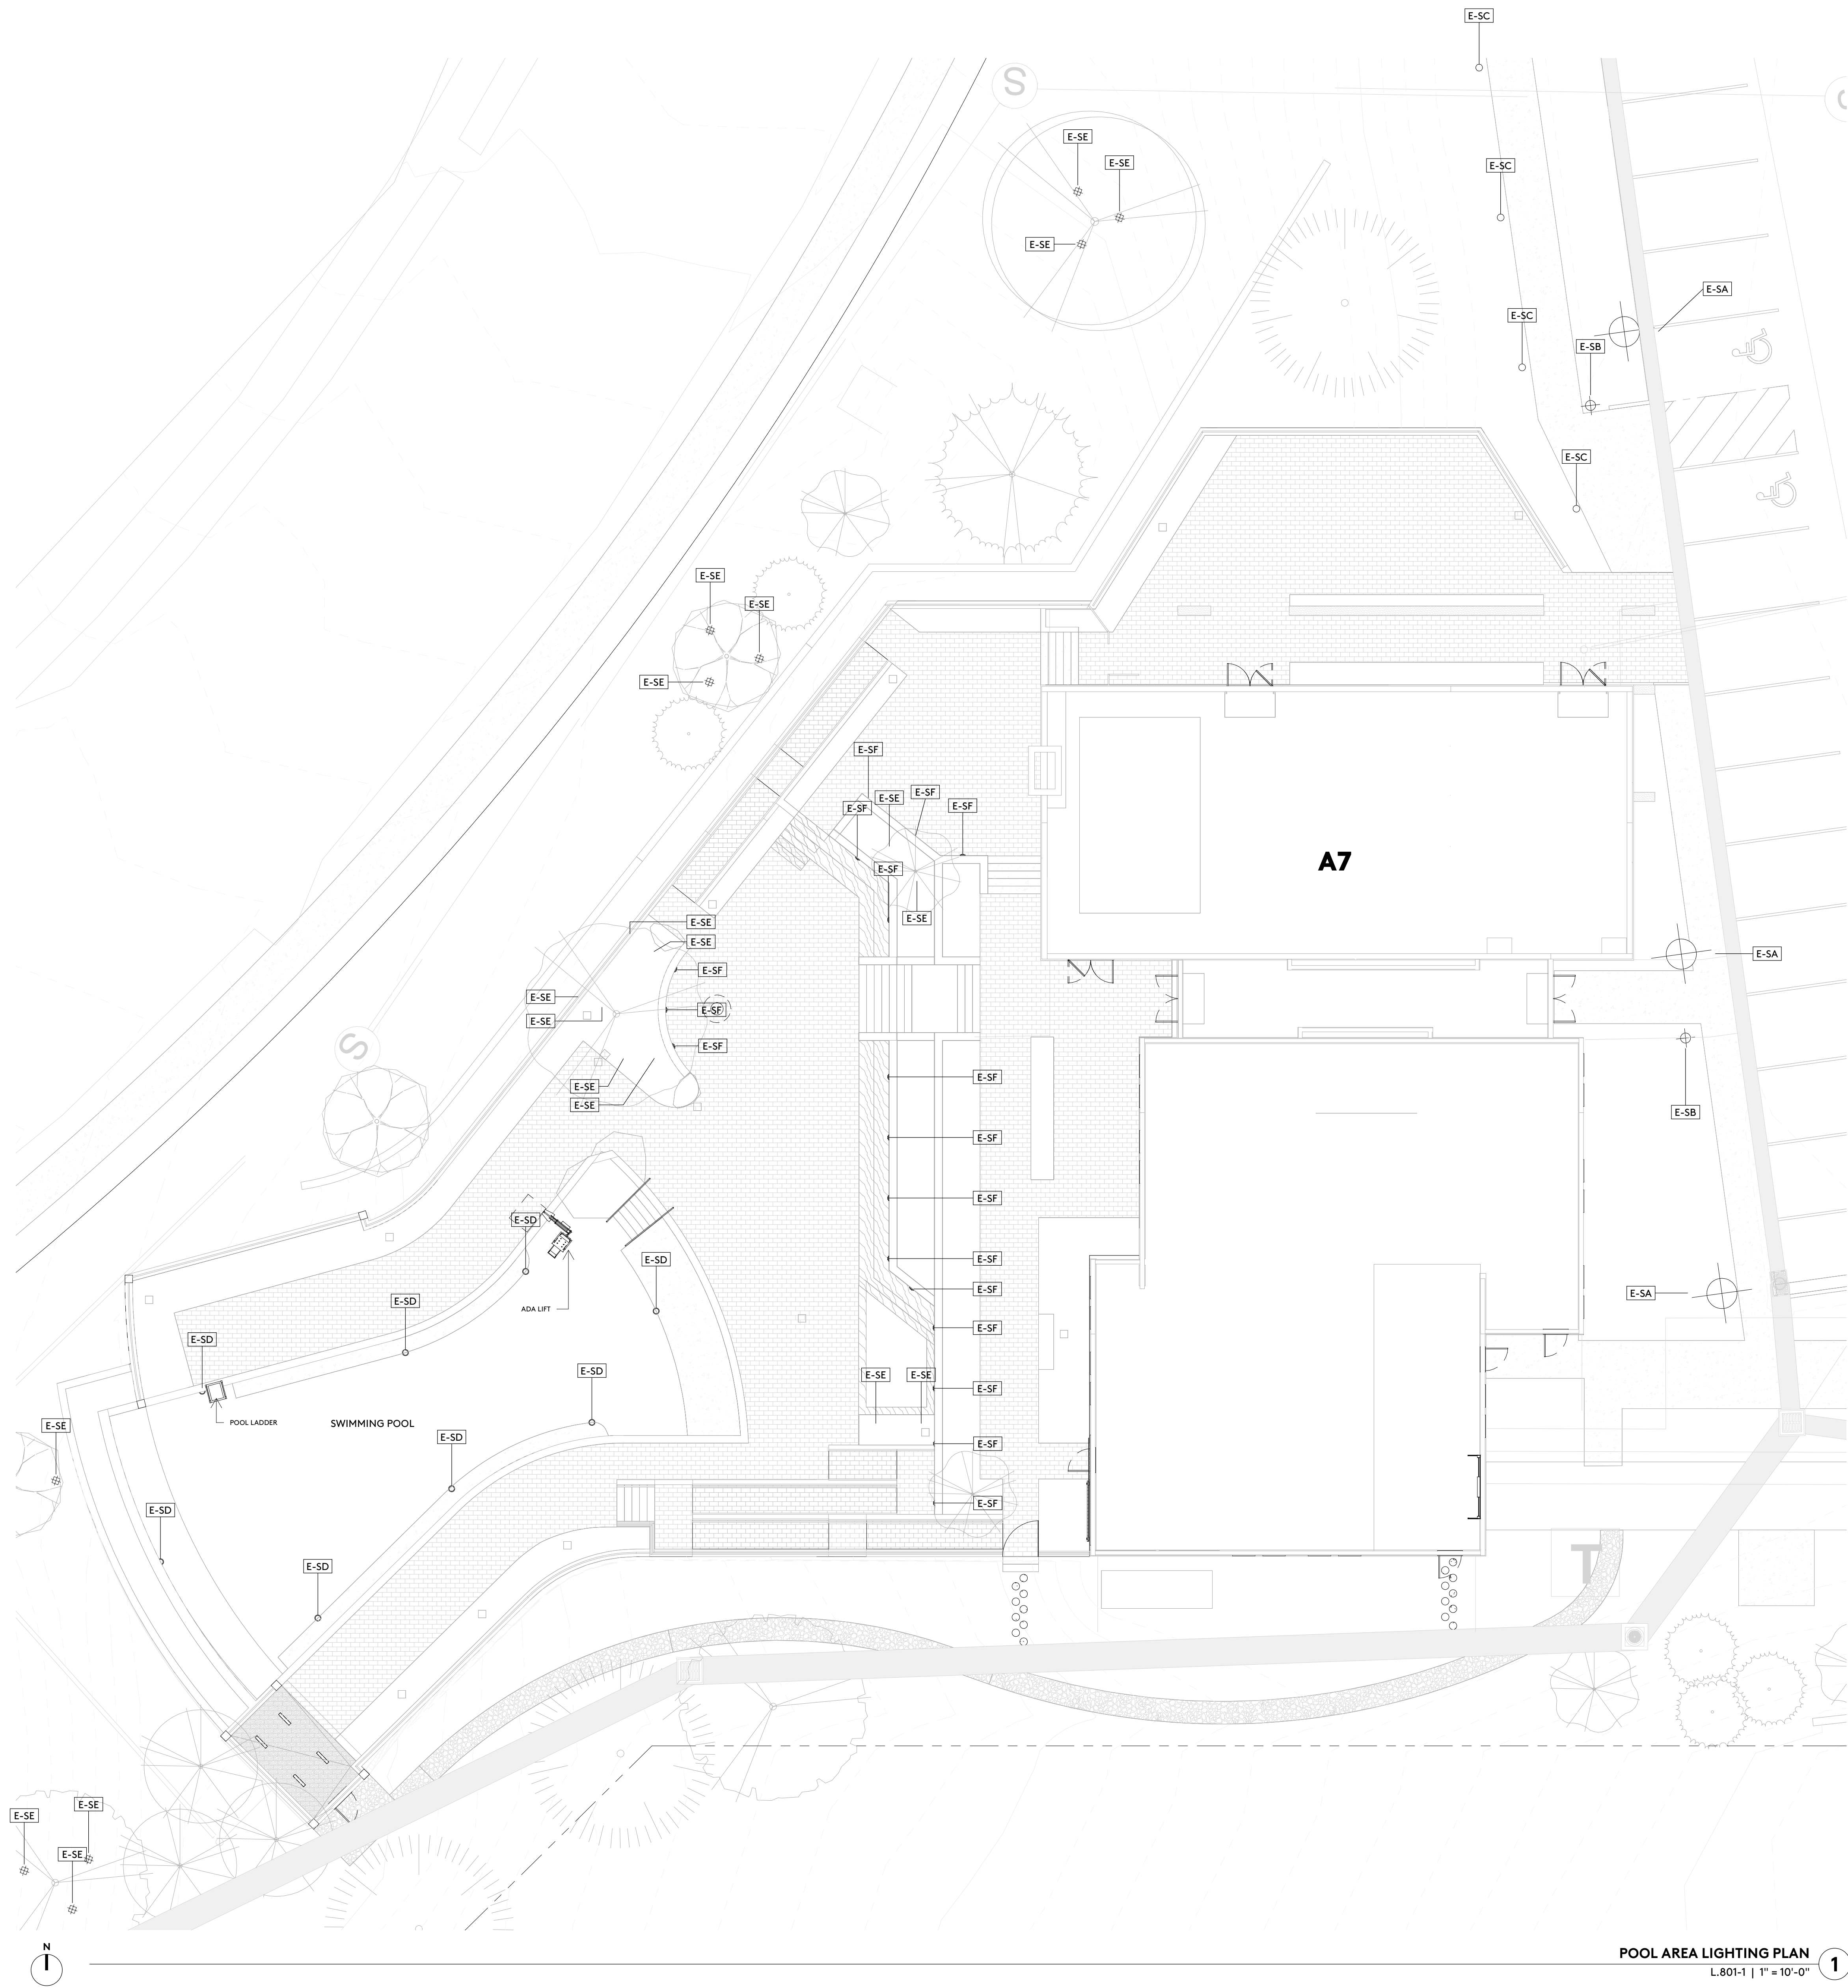 E-SC
S
E-SE
E-SE
E-SC
E-SE
E-SA
E-SC
E-SB
E-SC
E-SE
E-SE
E-SE
E-SF
E-SF
E-SE
E-SF
E-SF
A7
E-SF
E-SE
E-SE
E-SE
E-SA
E-SF
E-SE
E-SF
E-SE
S
E-SF
E-SF
E-SE
E-SE
E-SB
E-SF
E-SF
E-SD
E-SD
E-SF
E-SF
E-SA
E-SD
ADA LIFT
E-SF
E-SD
E-SD
E-SE
E-SE
E-SF
POOL LADDER
SWIMMING POOL
E-SE
E-SD
E-SF
E-SF
E-SD
E-SD
T
E-SE
E-SE
E-SE
N
POOL AREA LIGHTING PLAN
1
L.801-1 | 1" = 10'-0"